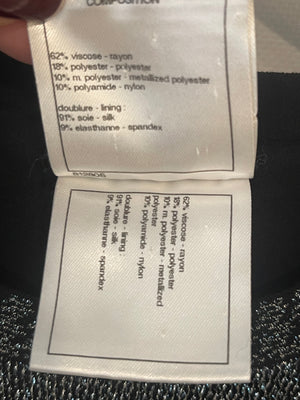 COMPOSITION
62% viscose - rayon
18% polyester - polyester
10% m. polyester - metallized polyester
10% polyamide - nylon
doublure - lining :
91% soie - silk
9% elasthanne - spandex
62% viscose - rayon
18% polyester - polyester
10% m. polyester - metallized
polyester
10% polyamide - nylon
doublure - lining :
91% soie - silk
9% elasthanne - spandex